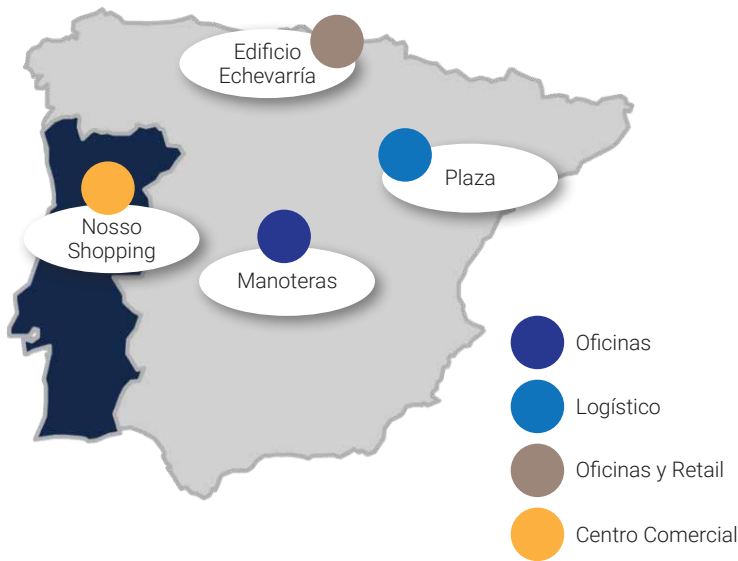 Edificio
Echevarría
Plaza
Nosso
Shopping
Manoteras
Oficinas
Logístico
Oficinas y Retail
Centro Comercial